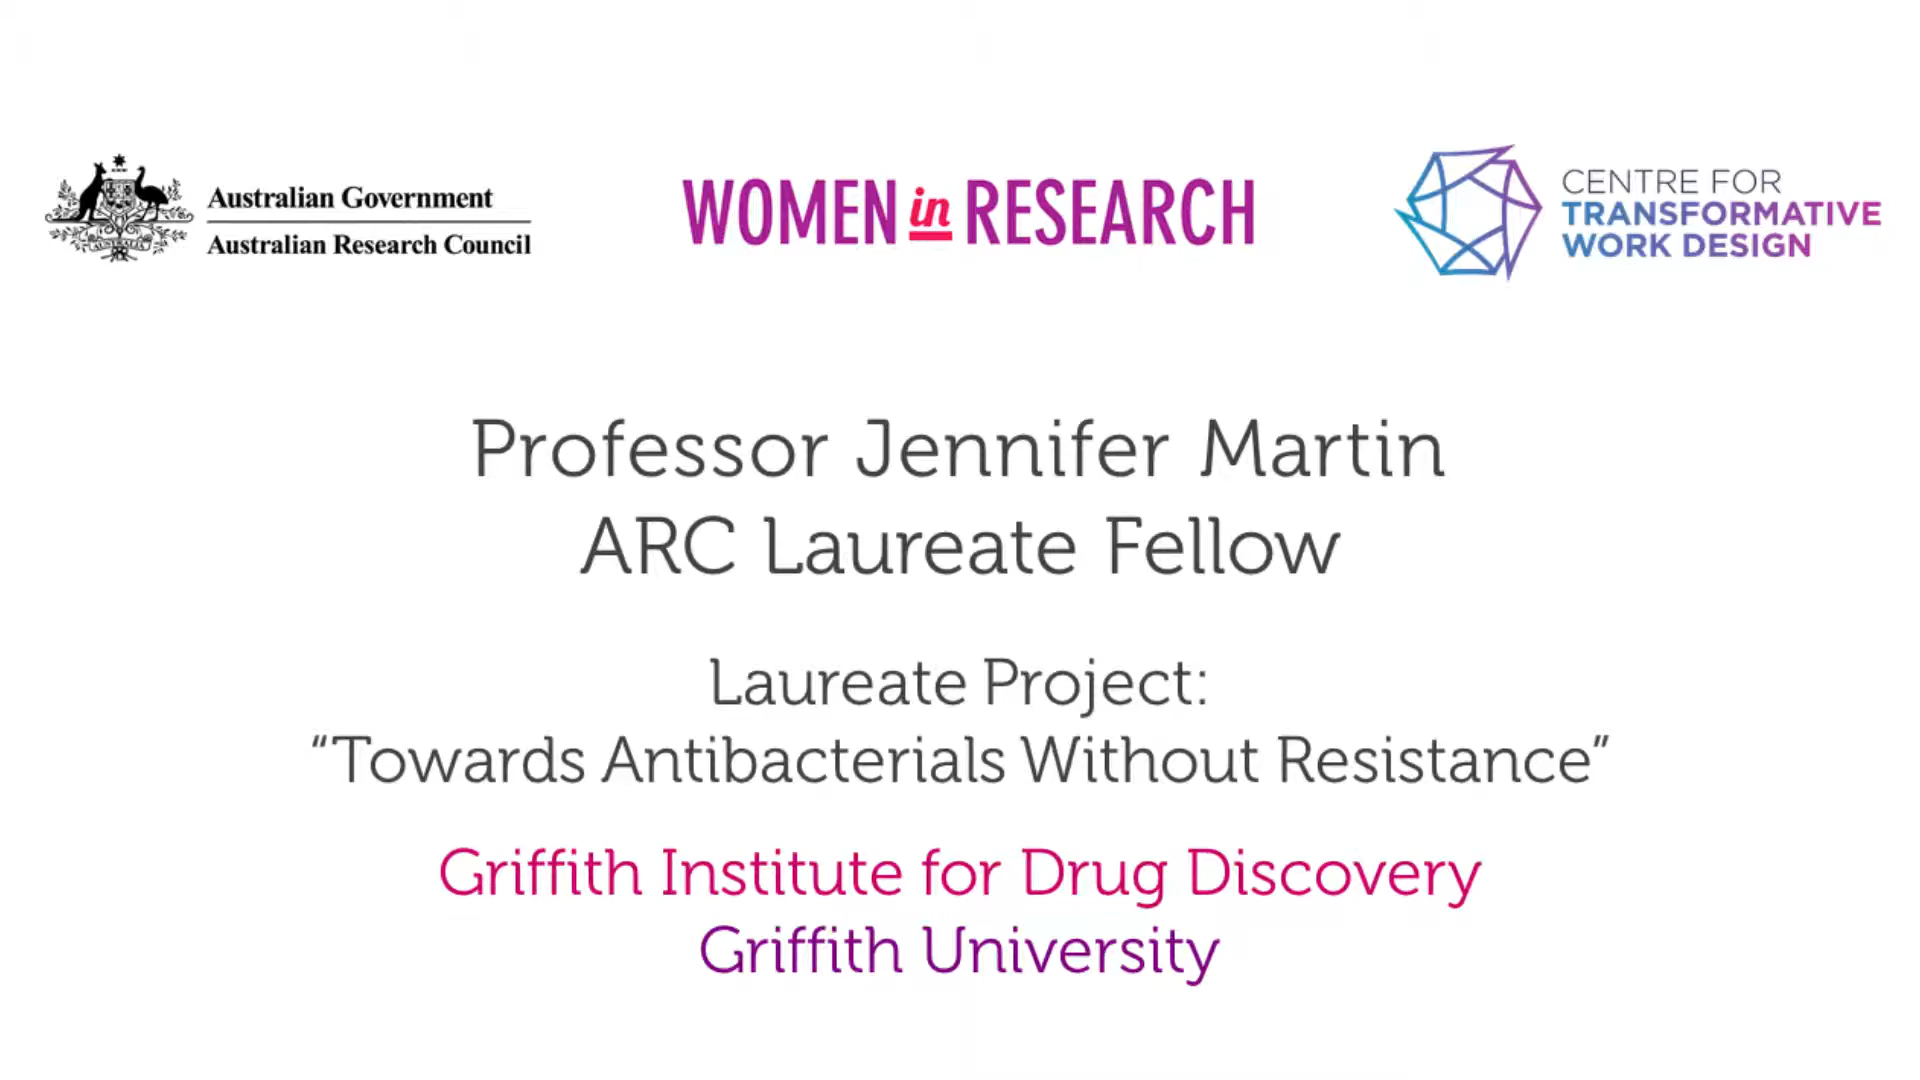 Australian Government
Australian Research Council
AUSTRALIA
WOMEN in RESEARCH
CENTRE FOR
TRANSFORMATIVE
WORK DESIGN
Professor Jennifer Martin
ARC Laureate Fellow
Laureate Project:
“Towards Antibacterials Without Resistance”
Griffith Institute for Drug Discovery
Griffith University